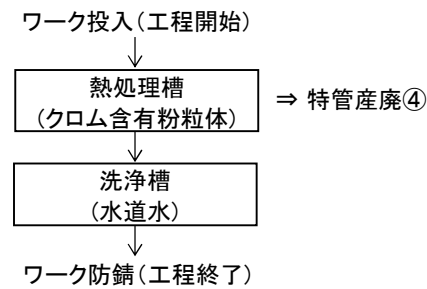 ワーク投入（工程開始）
熱処理槽
（クロム含有粉粒体）
⇒ 特管産廃④
洗浄槽
（水道水）
ワーク防錆（工程終了）